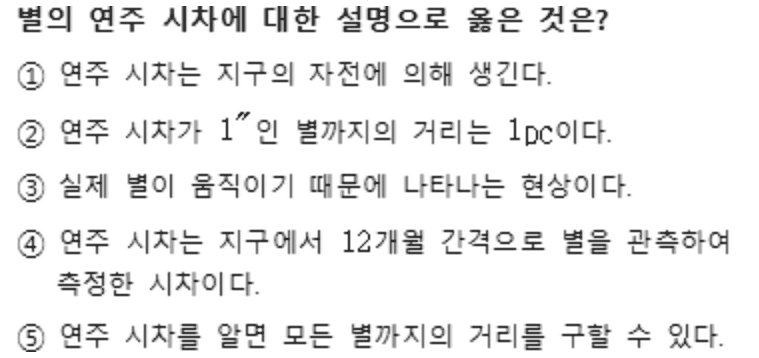 별의 연주 시차에 대한 설명으로 옳은 것은?
① 연주 시차는 지구의 자전에 의해 생긴다.
② 연주 시차가 1″인 별까지의 거리는 1pc이다.
③ 실제 별이 움직이기 때문에 나타나는 현상이다.
④ 연주 시차는 지구에서 12개월 간격으로 별을 관측하여
측정한 시차이다.
⑤ 연주 시차를 알면 모든 별까지의 거리를 구할 수 있다.